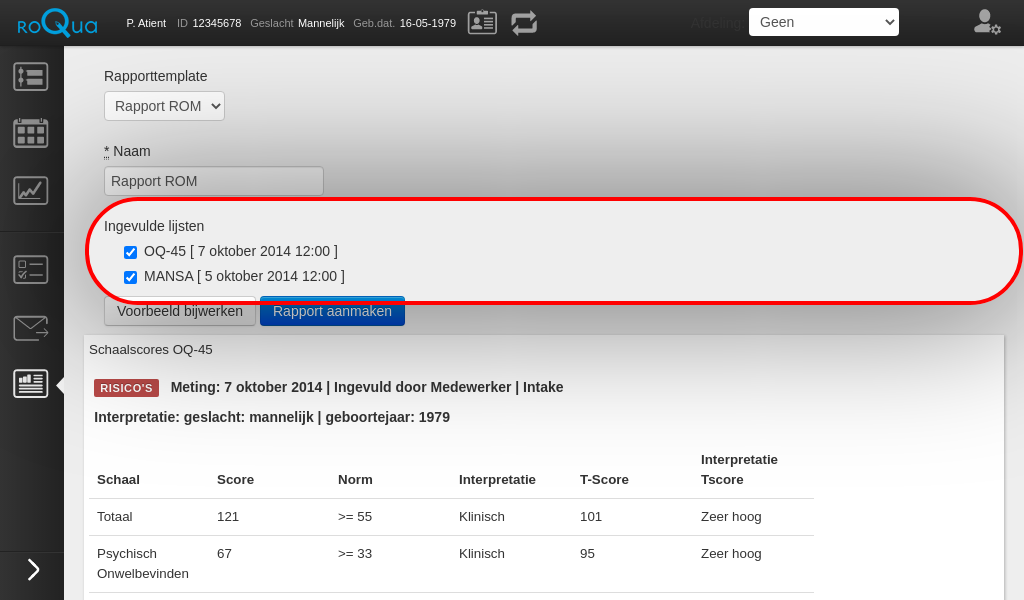 roQua P. Atient ID 12345678 Geslacht Mannelijk Geb.dat. 16-05-1979 Afdeling Geen
Rapporttemplate
Rapport ROM
* Naam
Rapport ROM
Ingevulde lijsten
OQ-45 [ 7 oktober 2014 12:00 ]
MANSA [ 5 oktober 2014 12:00 ]
Voorbeeld bijwerken Rapport aanmaken
Schaalscores OQ-45
RISICO'S Meting: 7 oktober 2014 | Ingevuld door Medewerker | Intake
Interpretatie: geslacht: mannelijk | geboortejaar: 1979
Schaal Score Norm Interpretatie T-Score Interpretatie Tscore
Totaal 121 >= 55 Klinisch 101 Zeer hoog
Psychisch Onwelbevinden 67 >= 33 Klinisch 95 Zeer hoog